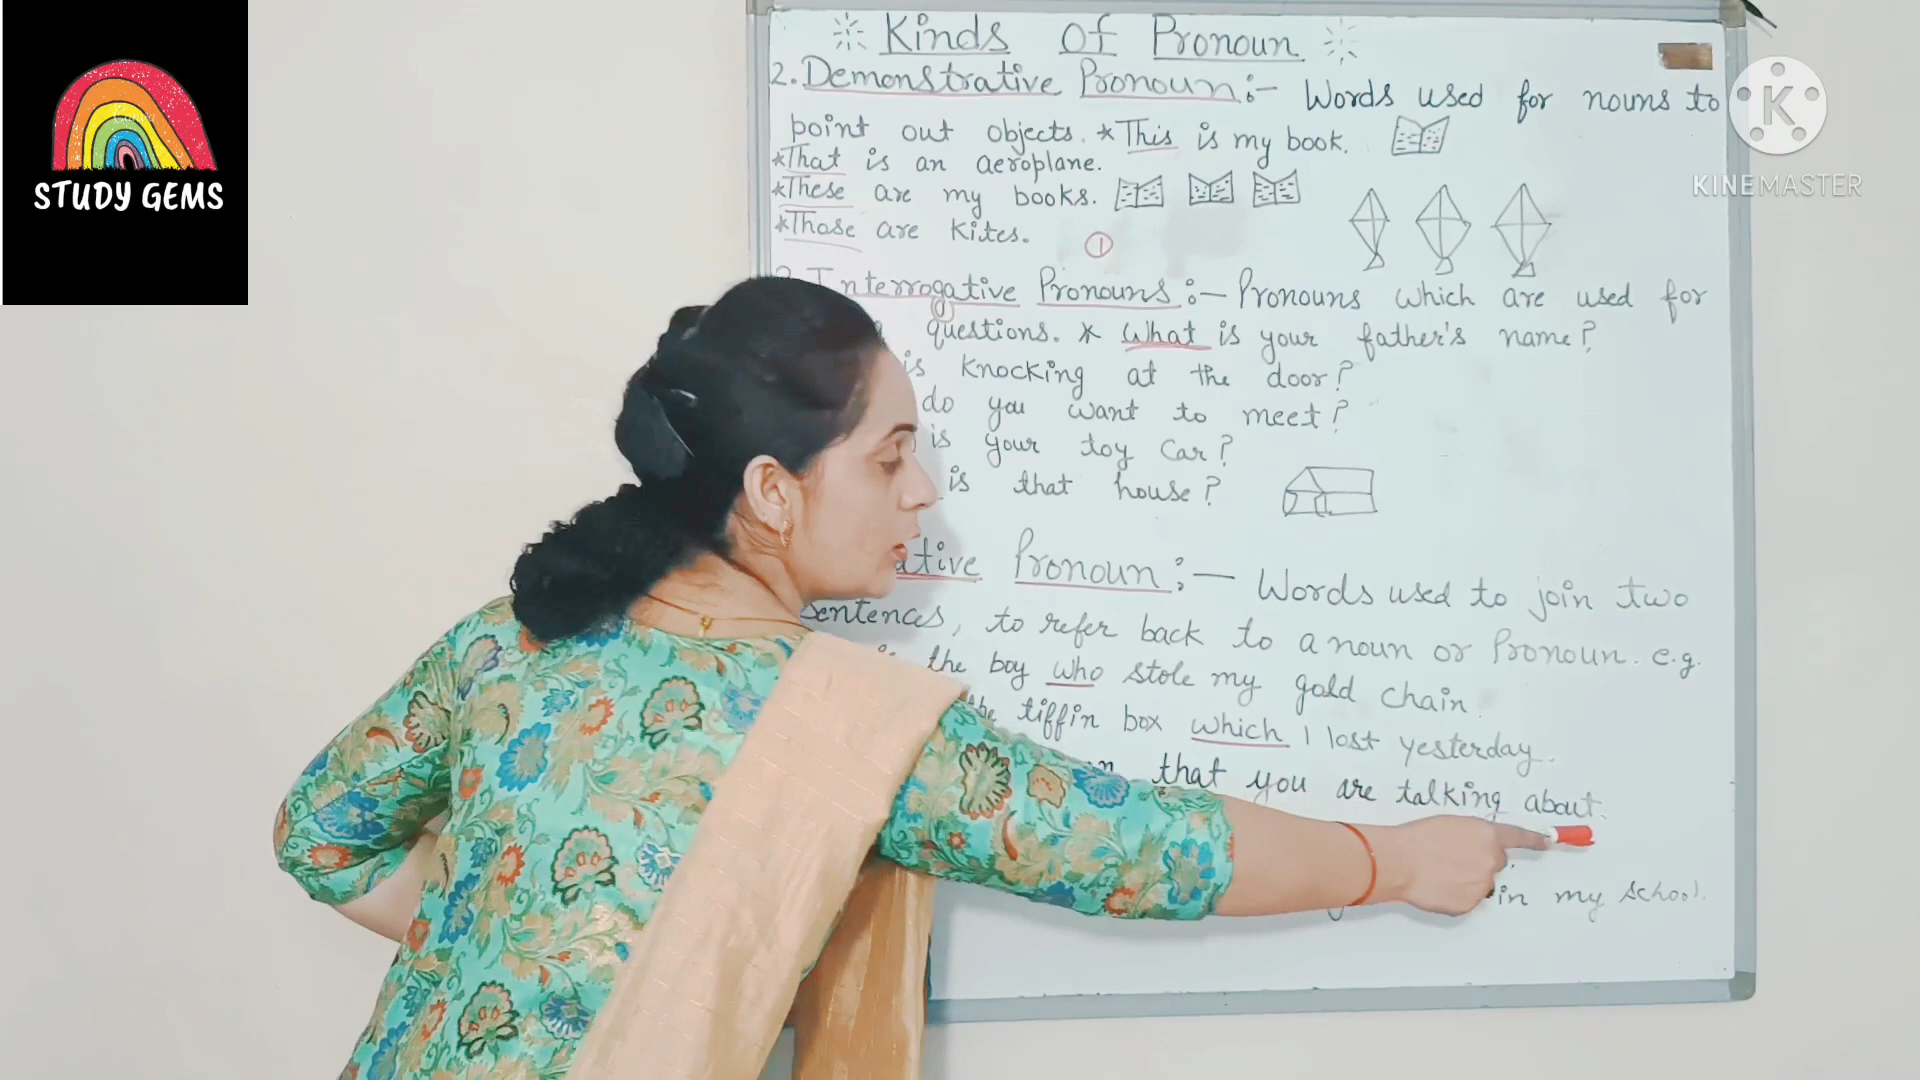 STUDY GEMS
Canva
KINEMASTER
Kinds Of Pronoun
2. Demonstrative Pronoun :- Words used for nouns to
point out objects. * This is my book.
* That is an aeroplane.
* These are my books.
* Those are kites. 1
Interrogative Pronouns :- Pronouns which are used for
questions. * What is your father's name?
is knocking at the door?
do you want to meet?
is your toy car?
is that house?
ative Pronoun :- Words used to join two
sentences, to refer back to a noun or Pronoun. e.g.
the boy who stole my gold chain
the tiffin box which I lost yesterday.
that you are talking about.
in my school.